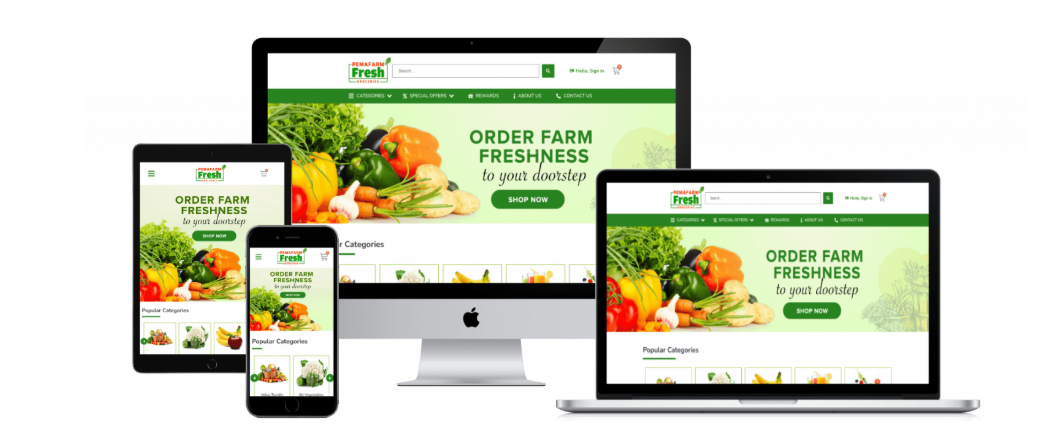 PEMAFARM
Fresh
GROCERIES
Search...
Hello, Sign in
CATEGORIES SPECIAL OFFERS REWARDS ABOUT US CONTACT US
ORDER FARM
FRESHNESS
to your doorstep
SHOP NOW
r Categories
PEMAFARM
Fresh
ORDER FARM
FRESHNESS
to your doorstep
SHOP NOW
Popular Categories
PEMAFARM
Fresh
ORDER FARM
FRESHNESS
to your doorstep
SHOP NOW
Popular Categories
PEMAFARM
Fresh
Search...
Hello, Sign in
CATEGORIES SPECIAL OFFERS REWARDS ABOUT US CONTACT US
ORDER FARM
FRESHNESS
to your doorstep
SHOP NOW
Popular Categories